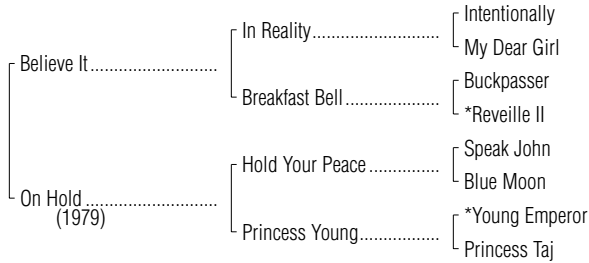 Intentionally
In Reality
My Dear Girl
Believe It
Buckpasser
Breakfast Bell
*Reveille II
Speak John
Hold Your Peace
Blue Moon
On Hold
(1979)
*Young Emperor
Princess Young
Princess Taj